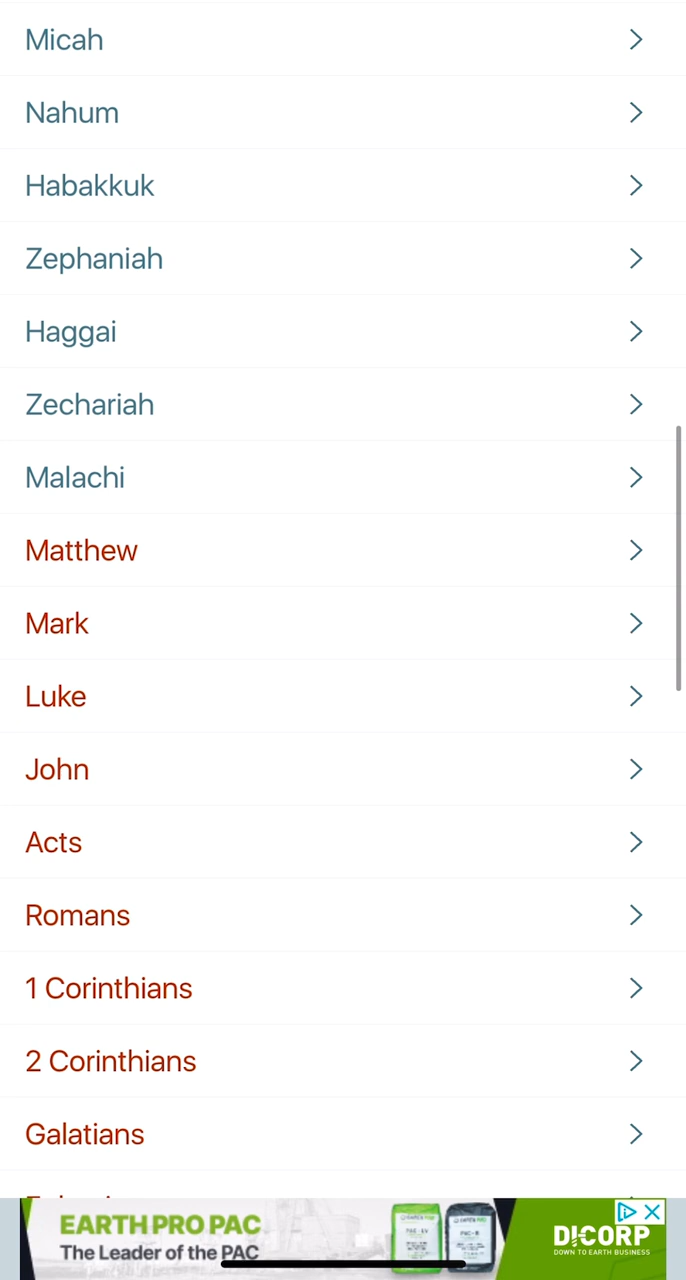 Micah
Nahum
Habakkuk
Zephaniah
Haggai
Zechariah
Malachi
Matthew
Mark
Luke
John
Acts
Romans
1 Corinthians
2 Corinthians
Galatians
EARTH PRO PAC
The Leader of the PAC
DICORP
DOWN TO EARTH BUSINESS